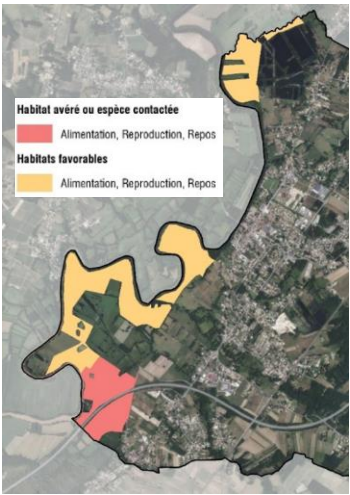 Habitat avéré ou espèce contactée
Alimentation, Reproduction, Repos
Habitats favorables
Alimentation, Reproduction, Repos